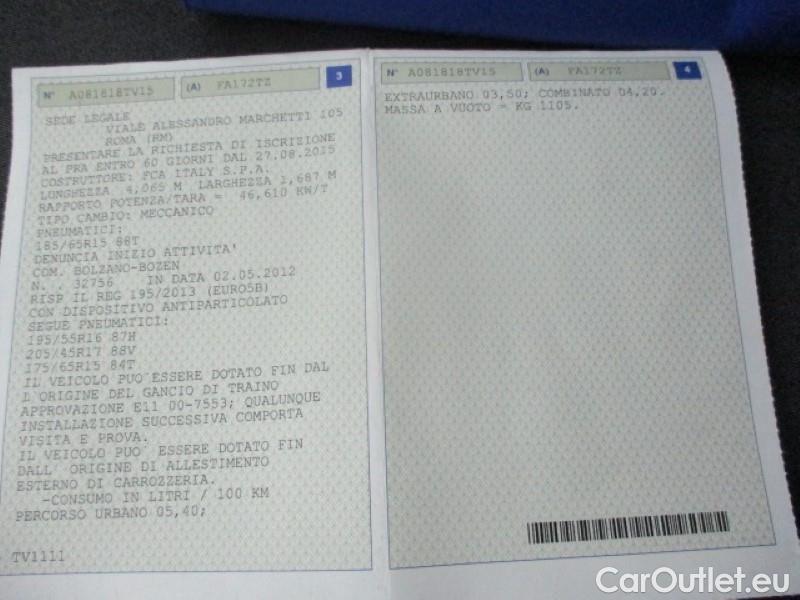 N° A081818TV15 (A) FA172TZ 3
SEDE LEGALE
VIALE ALESSANDRO MARCHETTI 105
ROMA (RM)
PRESENTARE LA RICHIESTA DI ISCRIZIONE
AL PRA ENTRO 60 GIORNI DAL 27.08.2015
COSTRUTTORE: FCA ITALY S.P.A.
LUNGHEZZA 4,065 M LARGHEZZA 1,687 M
RAPPORTO POTENZA/TARA = 46,610 KW/T
TIPO CAMBIO: MECCANICO
PNEUMATICI:
185/65R15 88T
DENUNCIA INIZIO ATTIVITA'
COM. BOLZANO-BOZEN
N. . 32756 IN DATA 02.05.2012
RISP IL REG 195/2013 (EURO5B)
CON DISPOSITIVO ANTIPARTICOLATO
SEGUE PNEUMATICI:
195/55R16 87H
205/45R17 88V
175/65R15 84T
IL VEICOLO PUO' ESSERE DOTATO FIN DAL
L'ORIGINE DEL GANCIO DI TRAINO
APPROVAZIONE E11 00-7553; QUALUNQUE
INSTALLAZIONE SUCCESSIVA COMPORTA
VISITA E PROVA.
IL VEICOLO PUO' ESSERE DOTATO FIN
DALL' ORIGINE DI ALLESTIMENTO
ESTERNO DI CARROZZERIA.
-CONSUMO IN LITRI / 100 KM
PERCORSO URBANO 05,40;
TV1111
N° A081818TV15 (A) FA172TZ 4
EXTRAURBANO 03,50; COMBINATO 04,20.
MASSA A VUOTO = KG 1105.
CarOutlet.eu